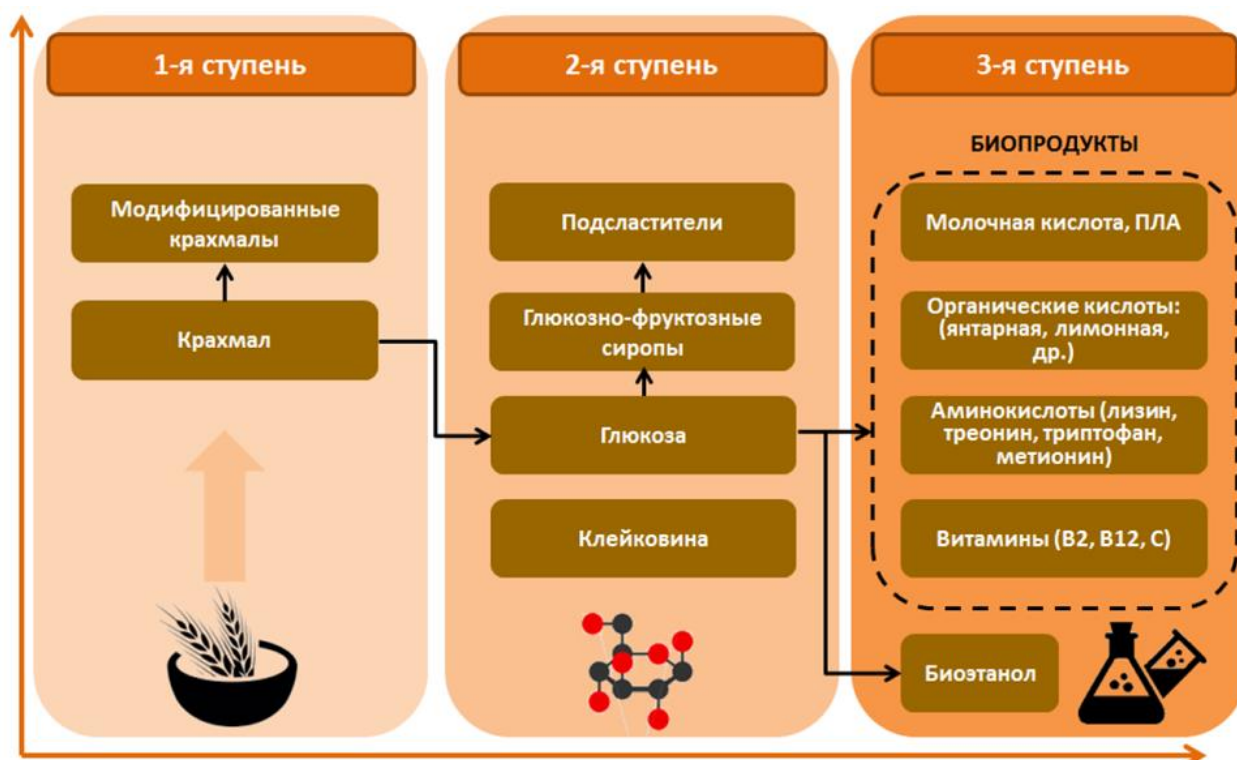 1-я ступень
Модифицированные
крахмалы
Крахмал
2-я ступень
Подсластители
Глюкозно-фруктозные
сиропы
Глюкоза
Клейковина
3-я ступень
БИОПРОДУКТЫ
Молочная кислота, ПЛА
Органические кислоты:
(янтарная, лимонная,
др.)
Аминокислоты (лизин,
треонин, триптофан,
метионин)
Витамины (В2, В12, С)
Биоэтанол